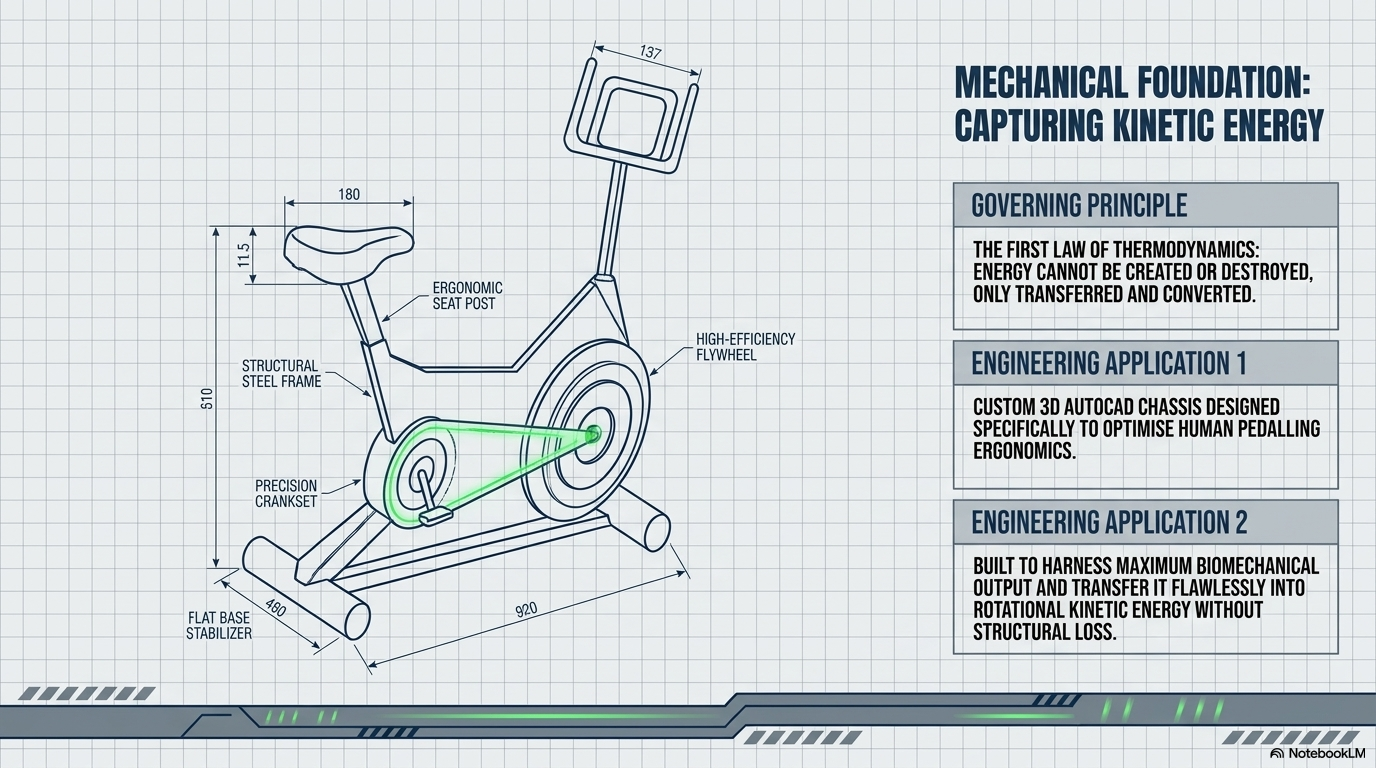 137
180
11.5
ERGONOMIC
SEAT POST
HIGH-EFFICIENCY
FLYWHEEL
STRUCTURAL
STEEL FRAME
810
PRECISION
CRANKSET
480
920
FLAT BASE
STABILIZER
MECHANICAL FOUNDATION:
CAPTURING KINETIC ENERGY
GOVERNING PRINCIPLE
THE FIRST LAW OF THERMODYNAMICS:
ENERGY CANNOT BE CREATED OR DESTROYED,
ONLY TRANSFERRED AND CONVERTED.
ENGINEERING APPLICATION 1
CUSTOM 3D AUTOCAD CHASSIS DESIGNED
SPECIFICALLY TO OPTIMISE HUMAN PEDALLING
ERGONOMICS.
ENGINEERING APPLICATION 2
BUILT TO HARNESS MAXIMUM BIOMECHANICAL
OUTPUT AND TRANSFER IT FLAWLESSLY INTO
ROTATIONAL KINETIC ENERGY WITHOUT
STRUCTURAL LOSS.
NotebookLM